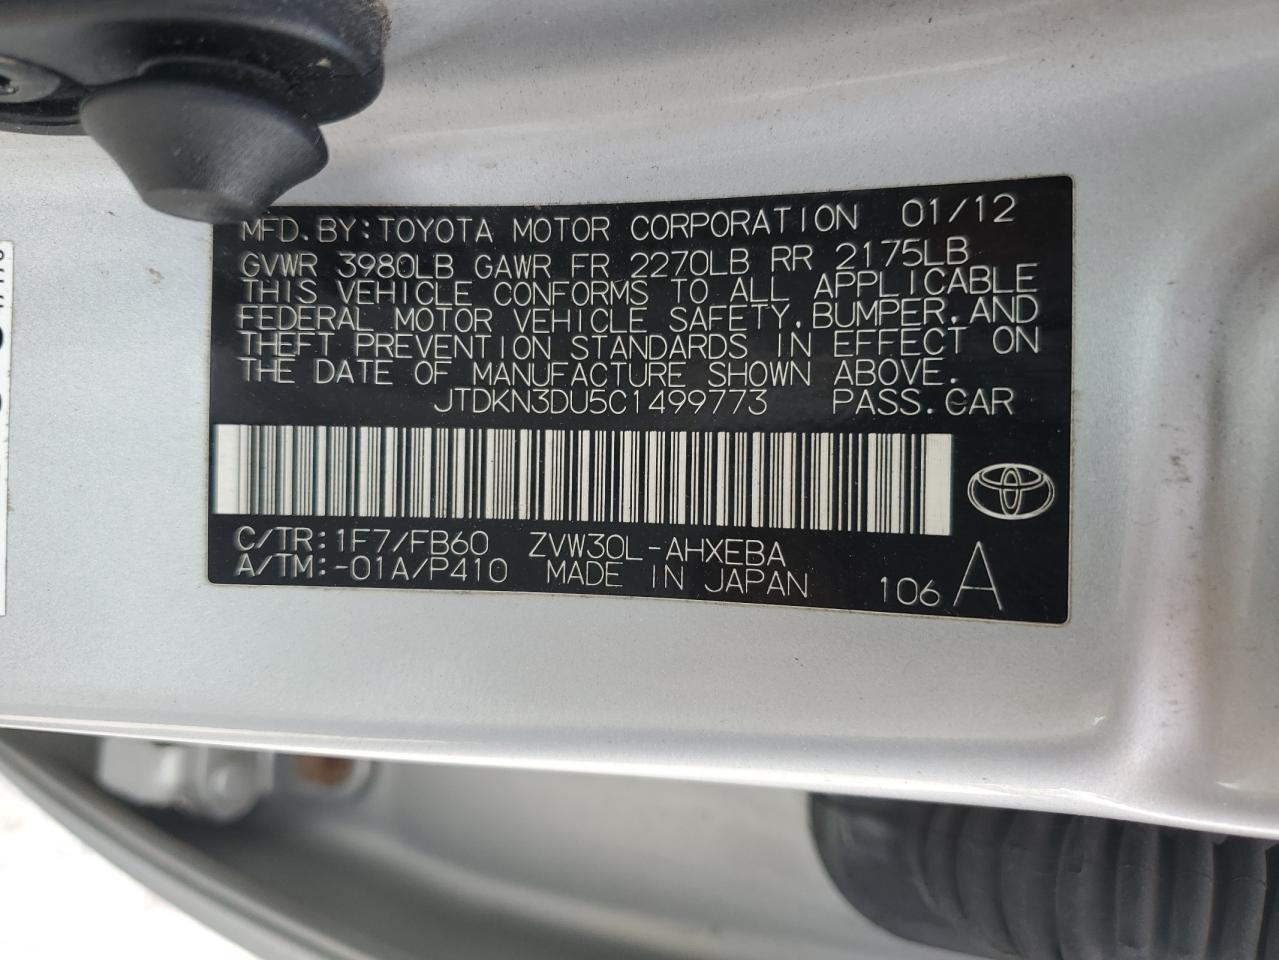 MFD. BY: TOYOTA MOTOR CORPORATION 01/12
GVWR 3980LB GAWR FR 2270LB RR 2175LB
THIS VEHICLE CONFORMS TO ALL APPLICABLE
FEDERAL MOTOR VEHICLE SAFETY, BUMPER, AND
THEFT PREVENTION STANDARDS IN EFFECT ON
THE DATE OF MANUFACTURE SHOWN ABOVE.
JTDKN3DU5C1499773 PASS. CAR
C/TR: 1F7/FB60 ZVW30L-AHXEBA
A/TM: -01A/P410 MADE IN JAPAN 106 A